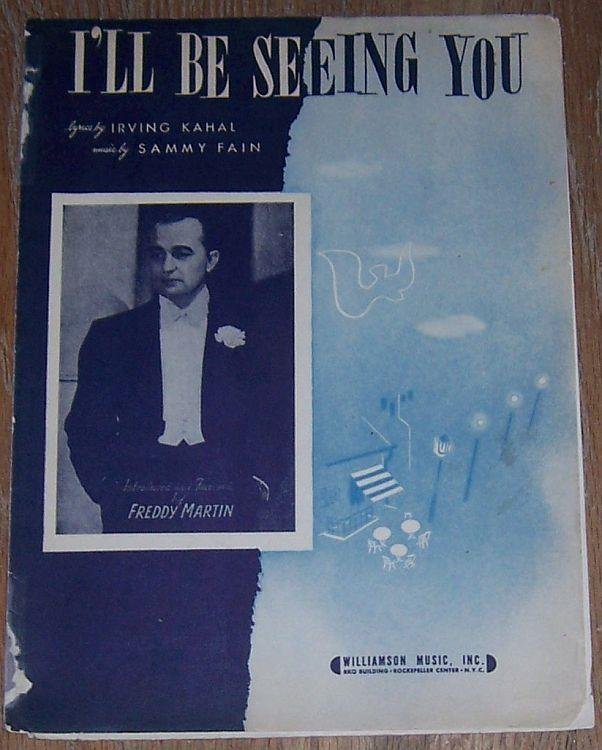 I'LL BE SEEING YOU
lyrics by IRVING KAHAL
music by SAMMY FAIN
Introduced and Featured
by
FREDDY MARTIN
WILLIAMSON MUSIC, INC.
RKO BUILDING · ROCKEFELLER CENTER · N.Y.C.